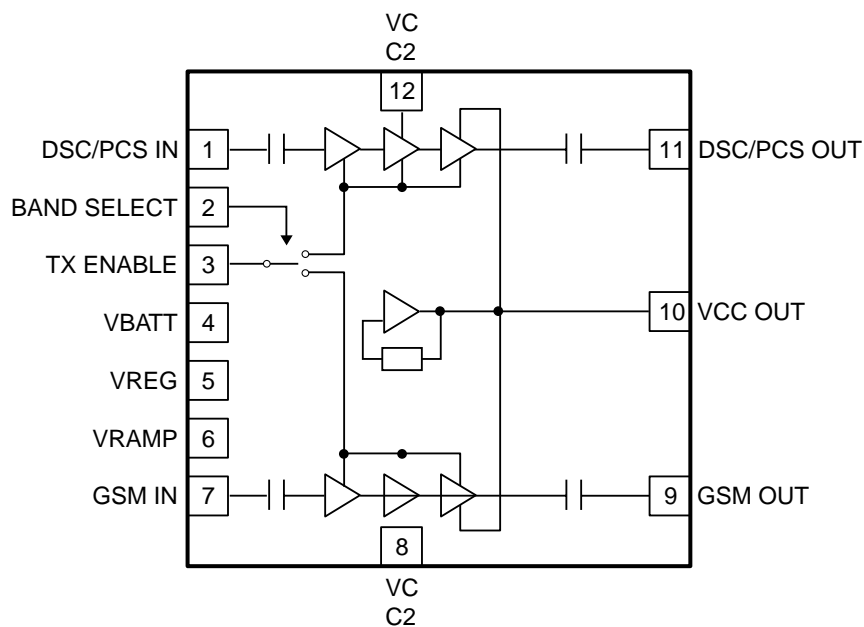 VC
C2
12
DSC/PCS IN 1
11 DSC/PCS OUT
BAND SELECT 2
TX ENABLE 3
VBATT 4
10 VCC OUT
VREG 5
VRAMP 6
GSM IN 7
9 GSM OUT
8
VC
C2